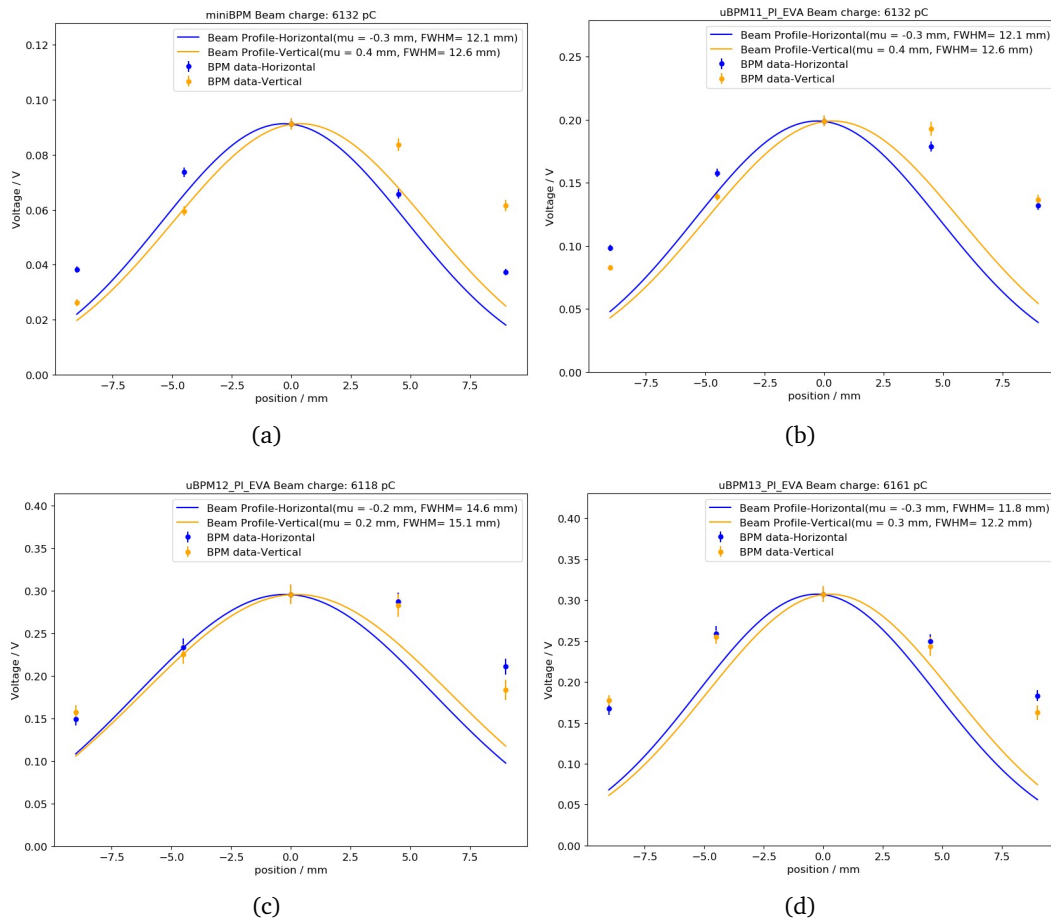 miniBPM Beam charge: 6132 pC
Beam Profile-Horizontal(mu = -0.3 mm, FWHM= 12.1 mm)
Beam Profile-Vertical(mu = 0.4 mm, FWHM= 12.6 mm)
BPM data-Horizontal
BPM data-Vertical
0.12
0.10
0.08
0.06
0.04
0.02
0.00
Voltage / V
−7.5 −5.0 −2.5 0.0 2.5 5.0 7.5
position / mm
(a)
uBPM11_PI_EVA Beam charge: 6132 pC
Beam Profile-Horizontal(mu = -0.3 mm, FWHM= 12.1 mm)
Beam Profile-Vertical(mu = 0.4 mm, FWHM= 12.6 mm)
BPM data-Horizontal
BPM data-Vertical
0.25
0.20
0.15
0.10
0.05
0.00
Voltage / V
−7.5 −5.0 −2.5 0.0 2.5 5.0 7.5
position / mm
(b)
uBPM12_PI_EVA Beam charge: 6118 pC
Beam Profile-Horizontal(mu = -0.2 mm, FWHM= 14.6 mm)
Beam Profile-Vertical(mu = 0.2 mm, FWHM= 15.1 mm)
BPM data-Horizontal
BPM data-Vertical
0.40
0.35
0.30
0.25
0.20
0.15
0.10
0.05
0.00
Voltage / V
−7.5 −5.0 −2.5 0.0 2.5 5.0 7.5
position / mm
(c)
uBPM13_PI_EVA Beam charge: 6161 pC
Beam Profile-Horizontal(mu = -0.3 mm, FWHM= 11.8 mm)
Beam Profile-Vertical(mu = 0.3 mm, FWHM= 12.2 mm)
BPM data-Horizontal
BPM data-Vertical
0.40
0.35
0.30
0.25
0.20
0.15
0.10
0.05
0.00
Voltage / V
−7.5 −5.0 −2.5 0.0 2.5 5.0 7.5
position / mm
(d)